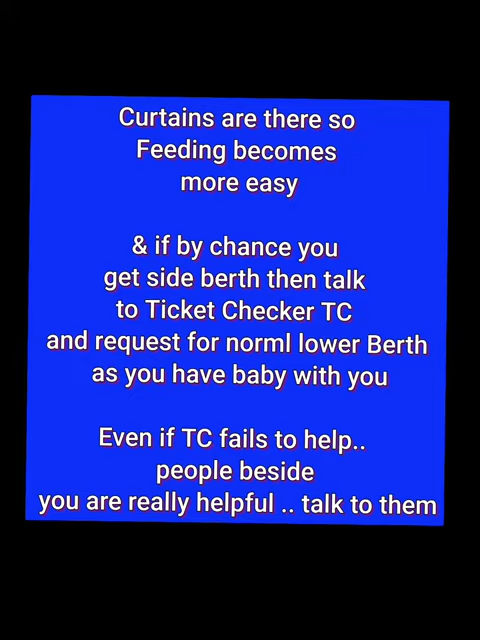 Curtains are there so
Feeding becomes
more easy
& if by chance you
get side berth then talk
to Ticket Checker TC
and request for norml lower Berth
as you have baby with you
Even if TC fails to help..
people beside
you are really helpful .. talk to them